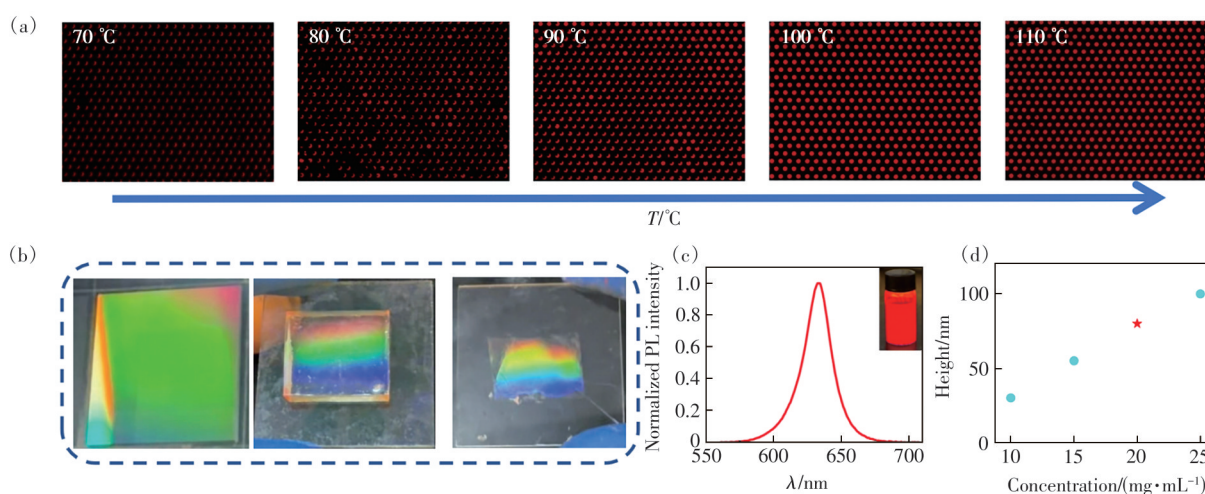 (a)
70 ℃
80 ℃
90 ℃
100 ℃
110 ℃
T/℃
(b)
(c)
Normalized PL intensity
1.0
0.8
0.6
0.4
0.2
0
550
600
650
700
λ/nm
(d)
Height/nm
100
50
0
10
15
20
25
Concentration/(mg·mL⁻¹)